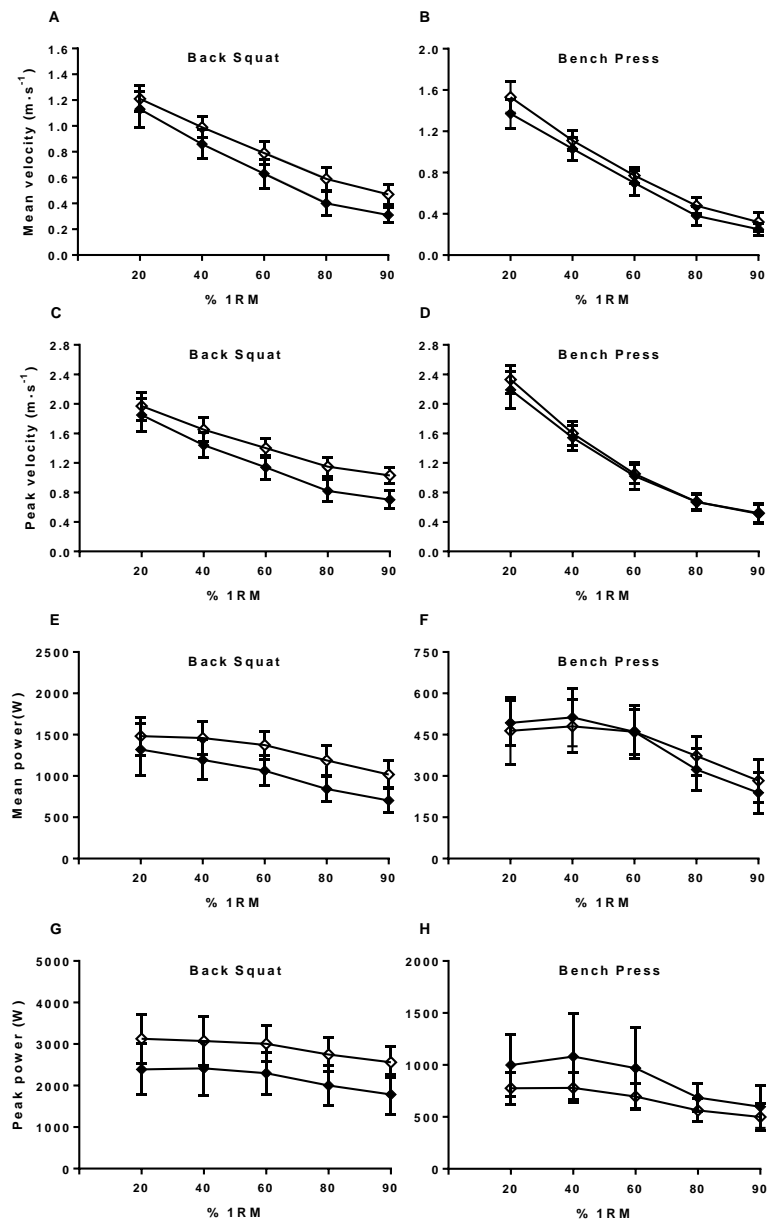 A
Back Squat
Mean velocity (m·s⁻¹)
1.6
1.4
1.2
1.0
0.8
0.6
0.4
0.2
0.0
20 40 60 80 90
% 1RM
B
Bench Press
2.0
1.6
1.2
0.8
0.4
0.0
20 40 60 80 90
% 1RM
C
Back Squat
Peak velocity (m·s⁻¹)
2.8
2.4
2.0
1.6
1.2
0.8
0.4
0.0
20 40 60 80 90
% 1RM
D
Bench Press
2.8
2.4
2.0
1.6
1.2
0.8
0.4
0.0
20 40 60 80 90
% 1RM
E
Back Squat
Mean power(W)
2500
2000
1500
1000
500
0
20 40 60 80 90
% 1RM
F
Bench Press
750
600
450
300
150
0
20 40 60 80 90
% 1RM
G
Back Squat
Peak power (W)
5000
4000
3000
2000
1000
0
20 40 60 80 90
% 1RM
H
Bench Press
2000
1500
1000
500
0
20 40 60 80 90
% 1RM